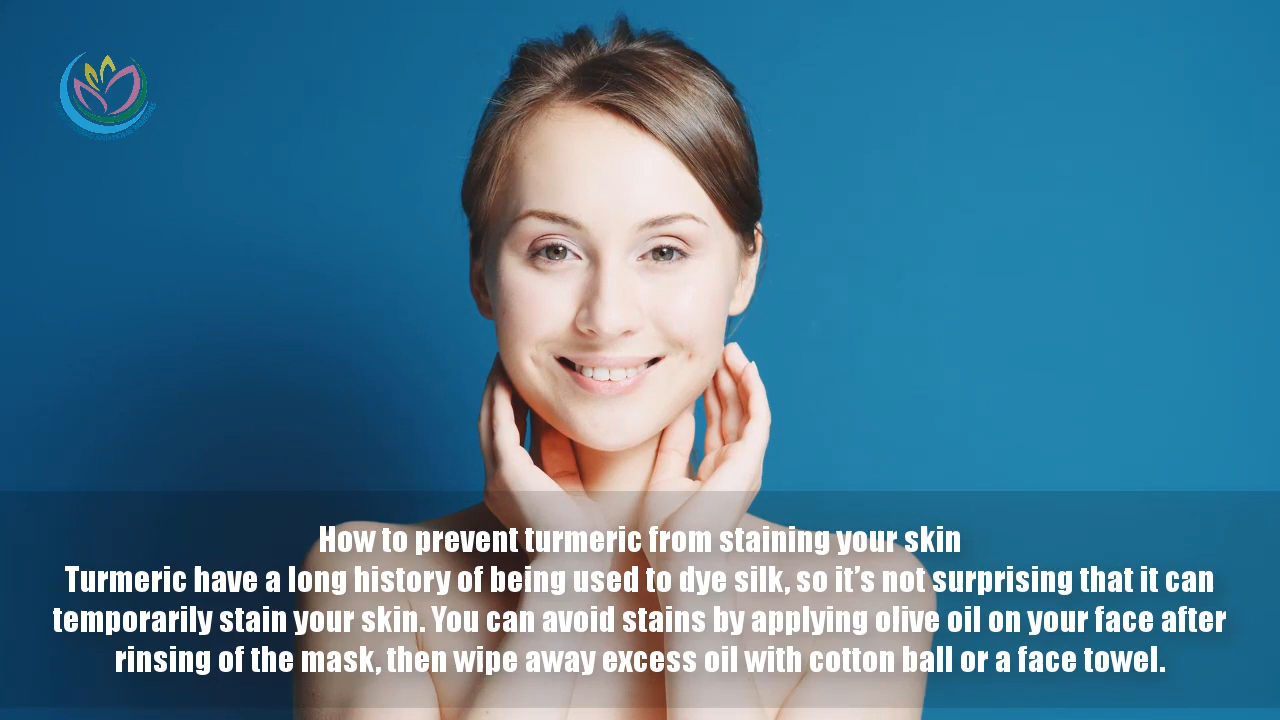 How to prevent turmeric from staining your skin
Turmeric have a long history of being used to dye silk, so it’s not surprising that it can
temporarily stain your skin. You can avoid stains by applying olive oil on your face after
rinsing of the mask, then wipe away excess oil with cotton ball or a face towel.